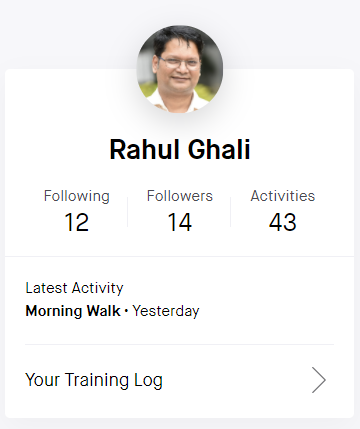 Rahul Ghali
Following Followers Activities
12 14 43
Latest Activity
Morning Walk • Yesterday
Your Training Log